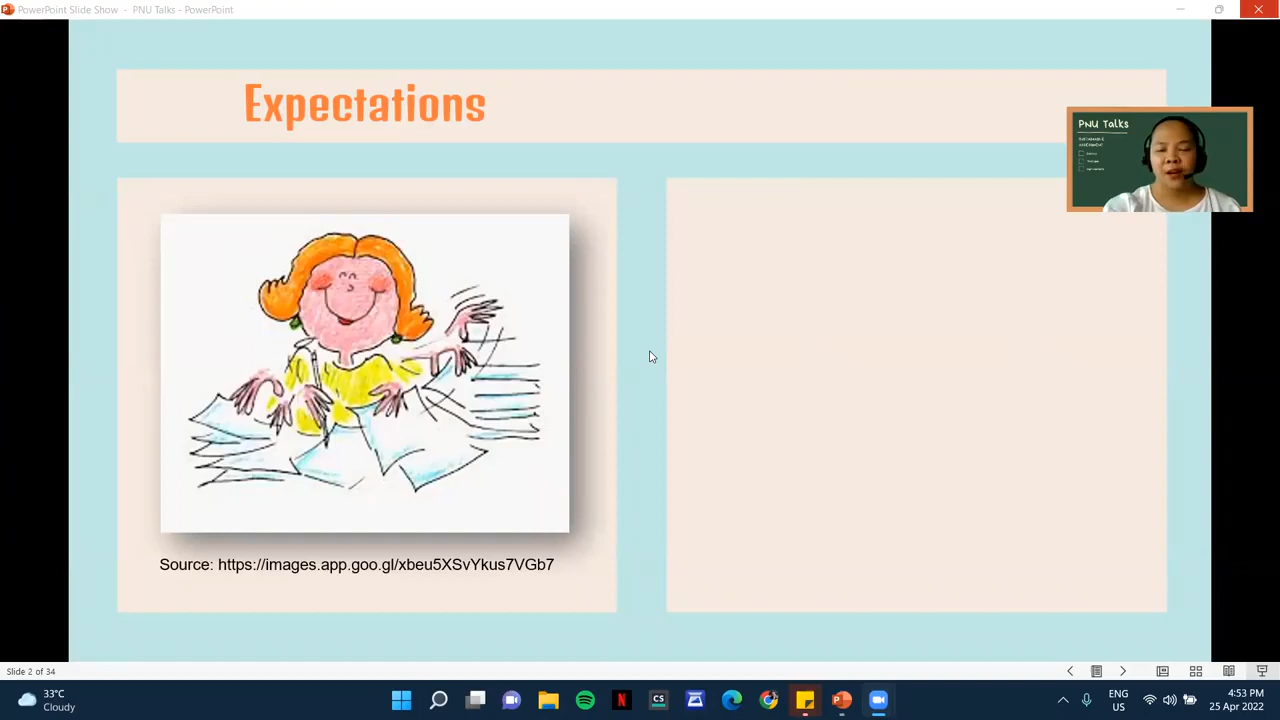 PowerPoint Slide Show - PNU Talks - PowerPoint
Expectations
PNU Talks
Source: https://images.app.goo.gl/xbeu5XSvYkus7VGb7
Slide 2 of 34
33°C
Cloudy
CS
N
ENG
US
4:53 PM
25 Apr 2022